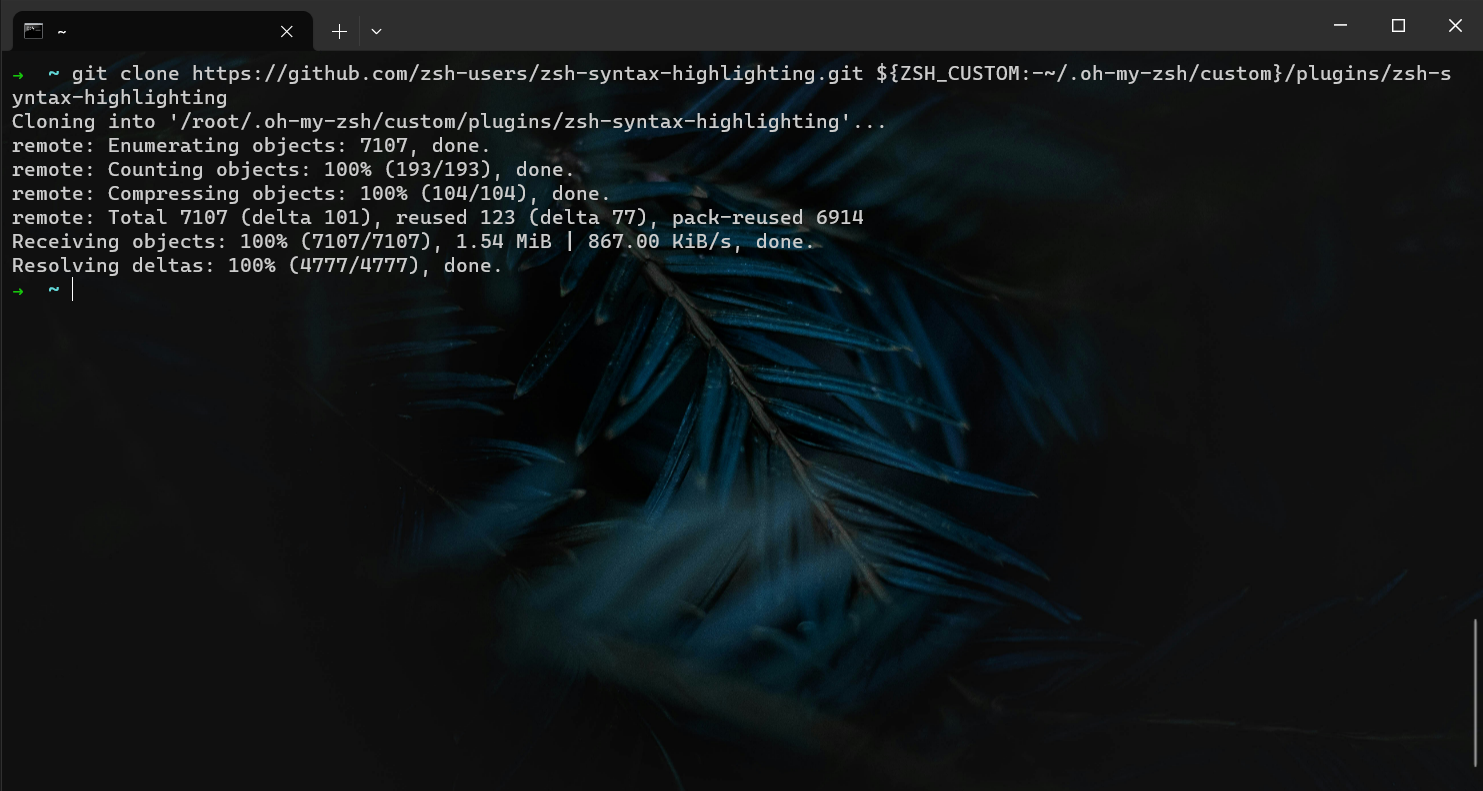 ~
→ ~ git clone https://github.com/zsh-users/zsh-syntax-highlighting.git ${ZSH_CUSTOM:-~/.oh-my-zsh/custom}/plugins/zsh-s
yntax-highlighting
Cloning into '/root/.oh-my-zsh/custom/plugins/zsh-syntax-highlighting'...
remote: Enumerating objects: 7107, done.
remote: Counting objects: 100% (193/193), done.
remote: Compressing objects: 100% (104/104), done.
remote: Total 7107 (delta 101), reused 123 (delta 77), pack-reused 6914
Receiving objects: 100% (7107/7107), 1.54 MiB | 867.00 KiB/s, done.
Resolving deltas: 100% (4777/4777), done.
→ ~